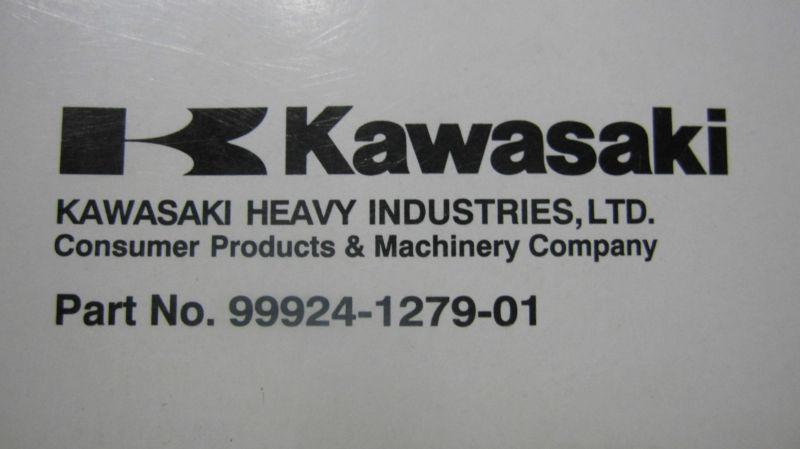 Kawasaki
KAWASAKI HEAVY INDUSTRIES, LTD.
Consumer Products & Machinery Company
Part No. 99924-1279-01